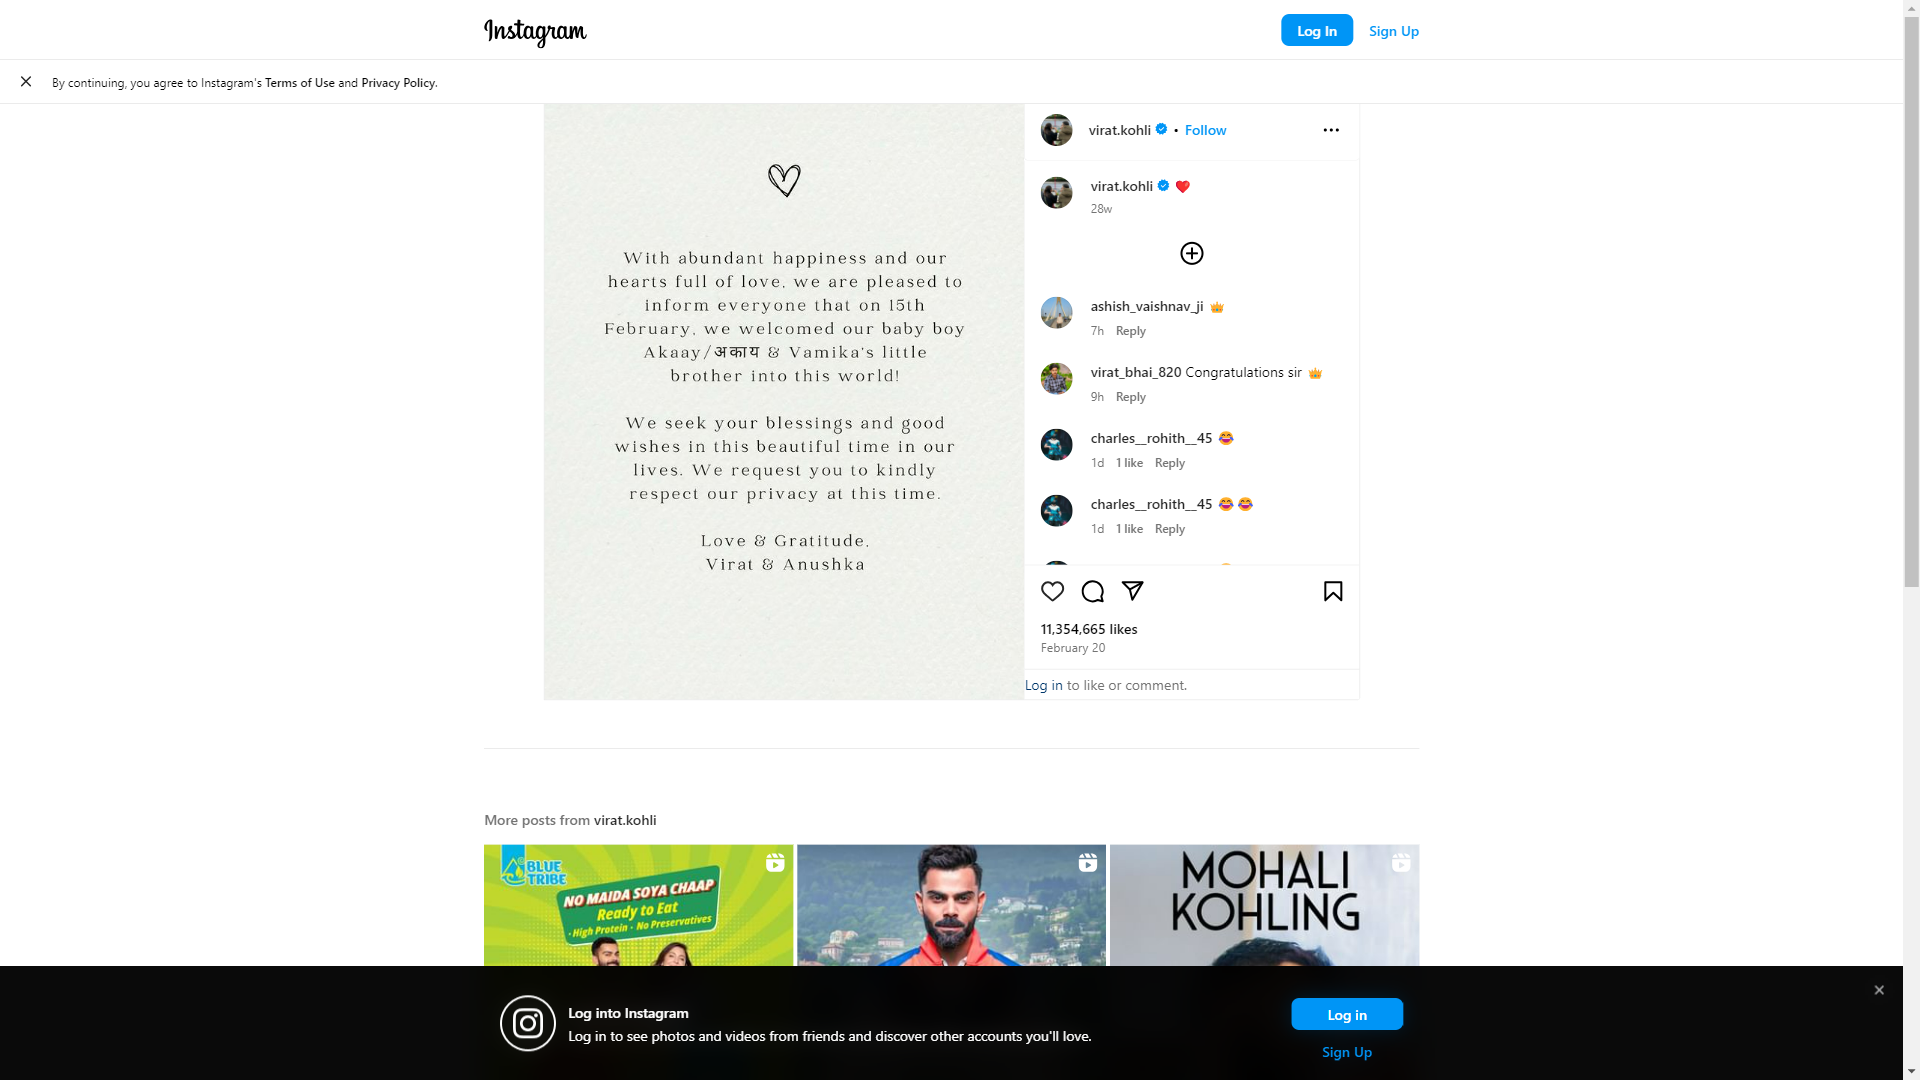 Instagram
Log In
Sign Up
By continuing, you agree to Instagram's Terms of Use and Privacy Policy.
With abundant happiness and our
hearts full of love, we are pleased to
inform everyone that on 15th
February, we welcomed our baby boy
Akaay/अकाय & Vamika's little
brother into this world!
We seek your blessings and good
wishes in this beautiful time in our
lives. We request you to kindly
respect our privacy at this time.
Love & Gratitude,
Virat & Anushka
virat.kohli • Follow
virat.kohli ❤️
28w
ashish_vaishnav_ji 👑
7h Reply
virat_bhai_820 Congratulations sir 👑
9h Reply
charles__rohith__45 😂
1d 1 like Reply
charles__rohith__45 😂😂
1d 1 like Reply
11,354,665 likes
February 20
Log in to like or comment.
More posts from virat.kohli
BLUE
TRIBE
NO MAIDA SOYA CHAAP
Ready to Eat
• High Protein • No Preservatives
MOHALI
KOHLING
Log into Instagram
Log in to see photos and videos from friends and discover other accounts you'll love.
Log in
Sign Up